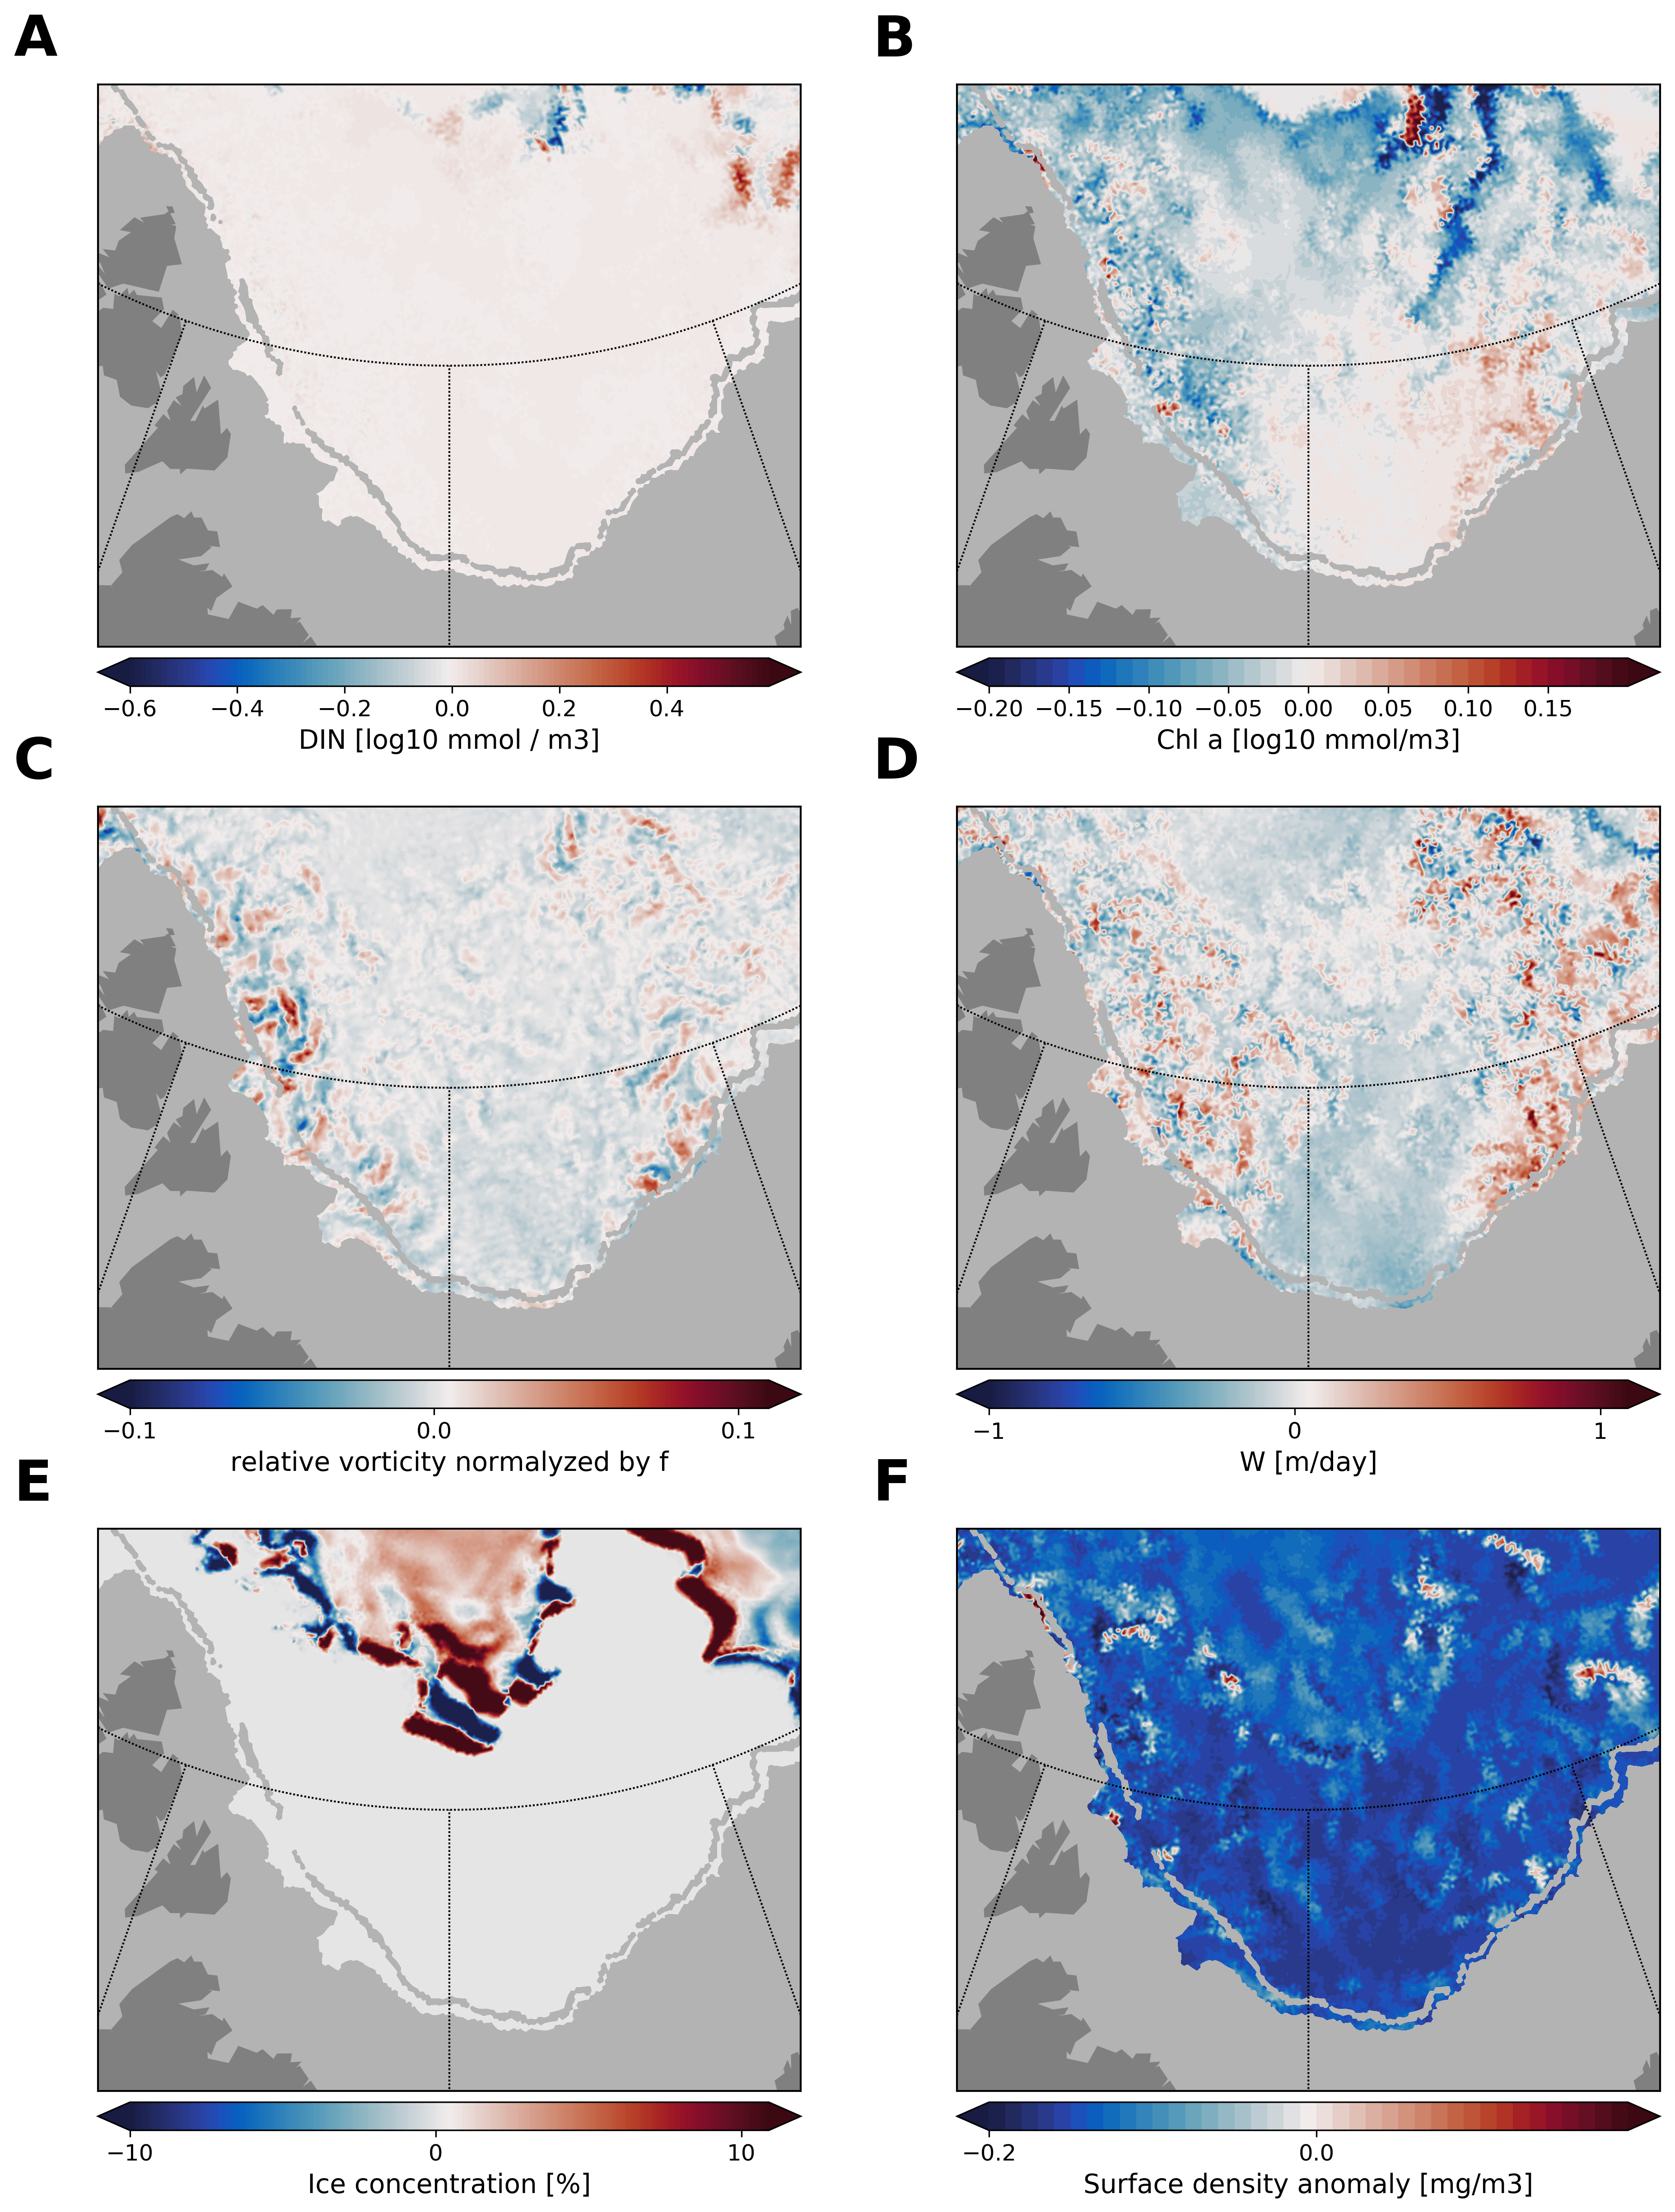 A
B
−0.6 −0.4 −0.2 0.0 0.2 0.4
DIN [log10 mmol / m3]
−0.20 −0.15 −0.10 −0.05 0.00 0.05 0.10 0.15
Chl a [log10 mmol/m3]
C
D
−0.1 0.0 0.1
relative vorticity normalyzed by f
−1 0 1
W [m/day]
E
F
−10 0 10
Ice concentration [%]
−0.2 0.0
Surface density anomaly [mg/m3]